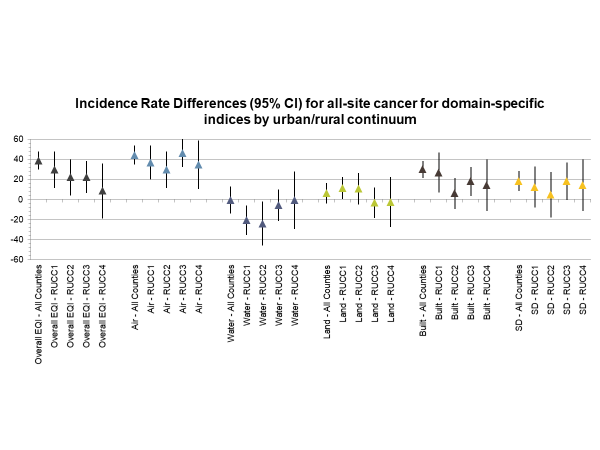 Incidence Rate Differences (95% CI) for all-site cancer for domain-specific
indices by urban/rural continuum
60
40
20
0
-20
-40
-60
Overall EQI - All Counties
Overall EQI - RUCC1
Overall EQI - RUCC2
Overall EQI - RUCC3
Overall EQI - RUCC4
Air - All Counties
Air - RUCC1
Air - RUCC2
Air - RUCC3
Air - RUCC4
Water - All Counties
Water - RUCC1
Water - RUCC2
Water - RUCC3
Water - RUCC4
Land - All Counties
Land - RUCC1
Land - RUCC2
Land - RUCC3
Land - RUCC4
Built - All Counties
Built - RUCC1
Built - RUCC2
Built - RUCC3
Built - RUCC4
SD - All Counties
SD - RUCC1
SD - RUCC2
SD - RUCC3
SD - RUCC4